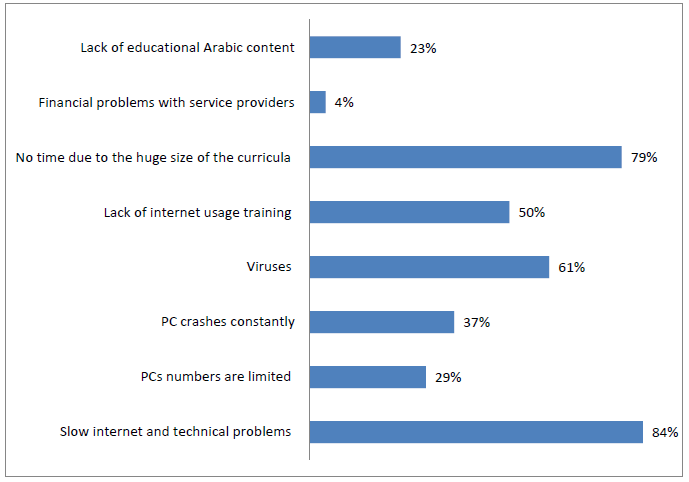 Lack of educational Arabic content 23%
Financial problems with service providers 4%
No time due to the huge size of the curricula 79%
Lack of internet usage training 50%
Viruses 61%
PC crashes constantly 37%
PCs numbers are limited 29%
Slow internet and technical problems 84%